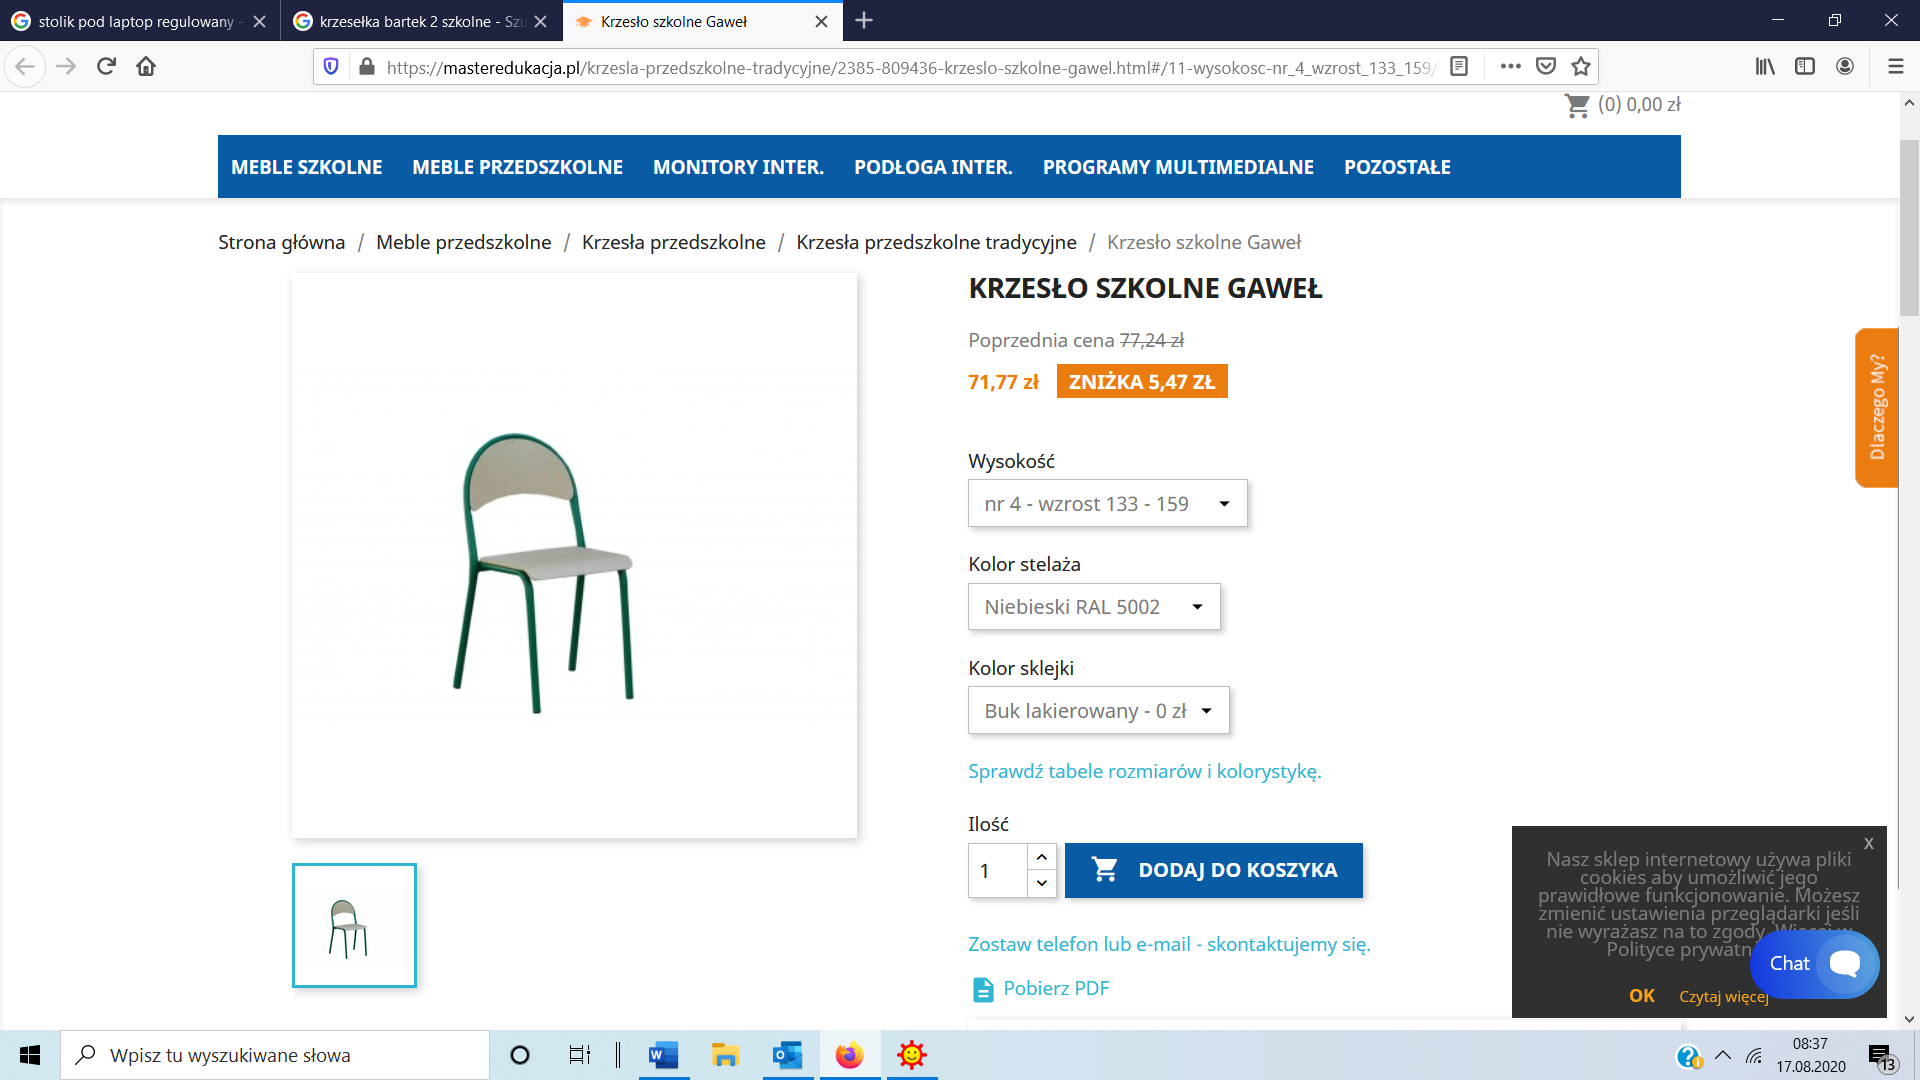 stolik pod laptop regulowany -
krzesełka bartek 2 szkolne - Szu
Krzesło szkolne Gaweł
https://masteredukacja.pl/krzesla-przedszkolne-tradycyjne/2385-809436-krzeslo-szkolne-gawel.html#/11-wysokosc-nr_4_wzrost_133_159/
(0) 0,00 zł
MEBLE SZKOLNE MEBLE PRZEDSZKOLNE MONITORY INTER. PODŁOGA INTER. PROGRAMY MULTIMEDIALNE POZOSTAŁE
Strona główna / Meble przedszkolne / Krzesła przedszkolne / Krzesła przedszkolne tradycyjne / Krzesło szkolne Gaweł
KRZESŁO SZKOLNE GAWEŁ
Poprzednia cena 77,24 zł
71,77 zł ZNIŻKA 5,47 ZŁ
Dlaczego My?
Wysokość
nr 4 - wzrost 133 - 159
Kolor stelaża
Niebieski RAL 5002
Kolor sklejki
Buk lakierowany - 0 zł
Sprawdź tabele rozmiarów i kolorystykę.
Ilość
1
DODAJ DO KOSZYKA
Zostaw telefon lub e-mail - skontaktujemy się.
Pobierz PDF
x
Nasz sklep internetowy używa pliki
cookies aby umożliwić jego
prawidłowe funkcjonowanie. Możesz
zmienić ustawienia przeglądarki jeśli
nie wyrażasz na to zgody. Więcej w
Polityce prywatn
Chat
OK Czytaj więcej
Wpisz tu wyszukiwane słowa
08:37
17.08.2020
13